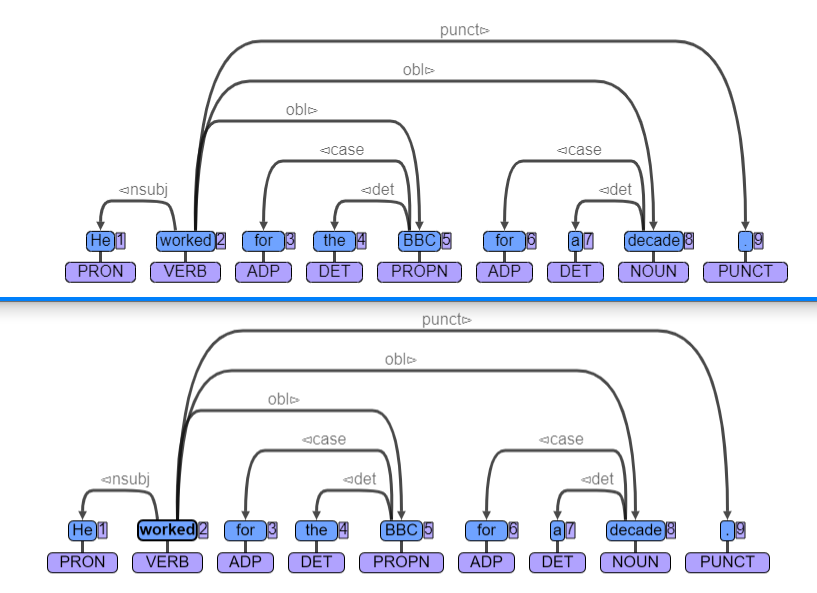 punct▻
obl▻
obl▻
◅case ◅case
◅nsubj ◅det ◅det
He 1 worked 2 for 3 the 4 BBC 5 for 6 a 7 decade 8 . 9
PRON VERB ADP DET PROPN ADP DET NOUN PUNCT
punct▻
obl▻
obl▻
◅case ◅case
◅nsubj ◅det ◅det
He 1 worked 2 for 3 the 4 BBC 5 for 6 a 7 decade 8 . 9
PRON VERB ADP DET PROPN ADP DET NOUN PUNCT